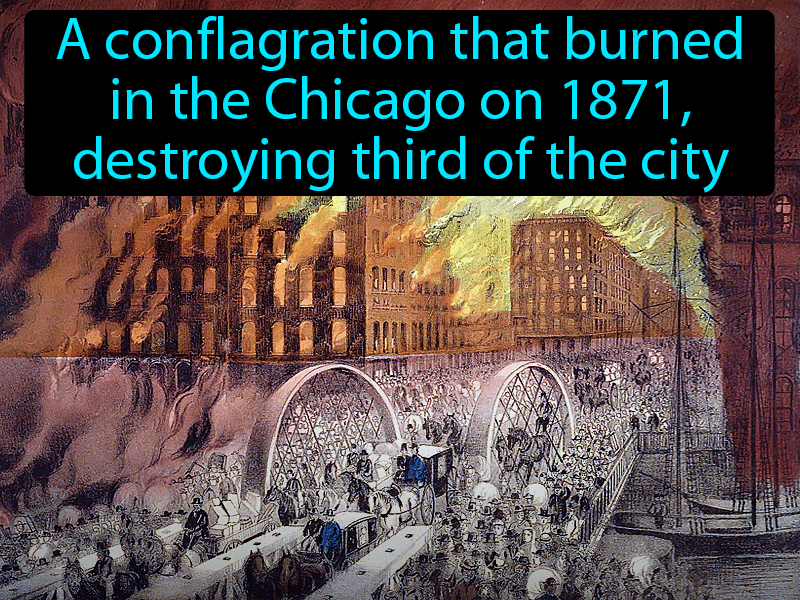 A conflagration that burned
in the Chicago on 1871,
destroying third of the city